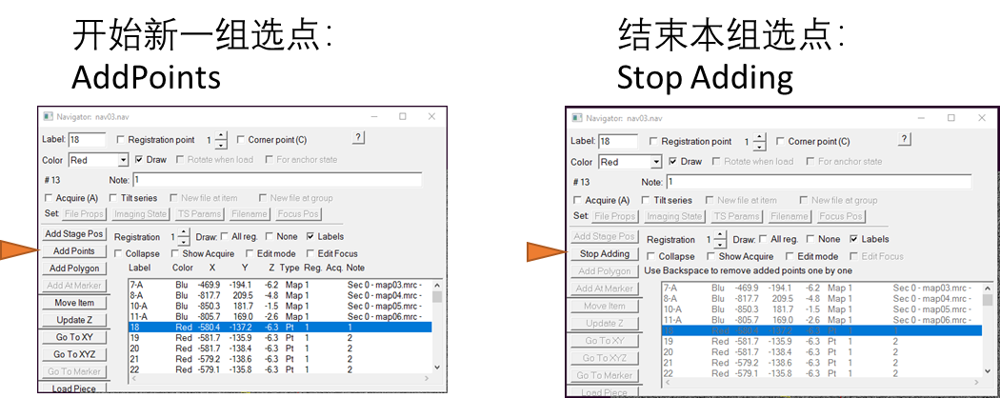 开始新一组选点：
AddPoints
Navigator: nav03.nav
Label: 18 Registration point 1 Corner point (C) ?
Color Red Draw Rotate when load For anchor state
# 13 Note: 1
Acquire (A) Tilt series New file at item New file at group
Set: File Props Imaging State TS Params Filename Focus Pos
Add Stage Pos Registration 1 Draw: All reg. None Labels
Add Points Collapse Show Acquire Edit mode Edit Focus
Add Polygon Label Color X Y Z Type Reg. Acq. Note
Add At Marker
Move Item
Update Z
Go To XY
Go To XYZ
Go To Marker
Load Piece
7-A Blu -469.9 -194.1 -6.2 Map 1 Sec 0 - map03.mrc -
8-A Blu -817.7 209.5 -4.8 Map 1 Sec 0 - map04.mrc -
10-A Blu -850.3 181.7 -1.5 Map 1 Sec 0 - map05.mrc -
11-A Blu -805.7 169.0 -2.6 Map 1 Sec 0 - map06.mrc -
18 Red -580.4 -137.2 -6.3 Pt 1 1
19 Red -581.7 -135.9 -6.3 Pt 1 2
20 Red -581.7 -138.4 -6.3 Pt 1 2
21 Red -579.2 -138.6 -6.3 Pt 1 2
22 Red -579.1 -135.8 -6.3 Pt 1 2
结束本组选点：
Stop Adding
Navigator: nav03.nav
Label: 18 Registration point 1 Corner point (C) ?
Color Red Draw Rotate when load For anchor state
# 13 Note: 1
Acquire (A) Tilt series New file at item New file at group
Set: File Props Imaging State TS Params Filename Focus Pos
Add Stage Pos Registration 1 Draw: All reg. None Labels
Stop Adding Collapse Show Acquire Edit mode Edit Focus
Add Polygon Use Backspace to remove added points one by one
Add At Marker
Move Item
Update Z
Go To XY
Go To XYZ
Go To Marker
Load Piece
7-A Blu -469.9 -194.1 -6.2 Map 1 Sec 0 - map03.mrc -
8-A Blu -817.7 209.5 -4.8 Map 1 Sec 0 - map04.mrc -
10-A Blu -850.3 181.7 -1.5 Map 1 Sec 0 - map05.mrc -
11-A Blu -805.7 169.0 -2.6 Map 1 Sec 0 - map06.mrc -
18 Red -580.4 -137.2 -6.3 Pt 1 1
19 Red -581.7 -135.9 -6.3 Pt 1 2
20 Red -581.7 -138.4 -6.3 Pt 1 2
21 Red -579.2 -138.6 -6.3 Pt 1 2
22 Red -579.1 -135.8 -6.3 Pt 1 2